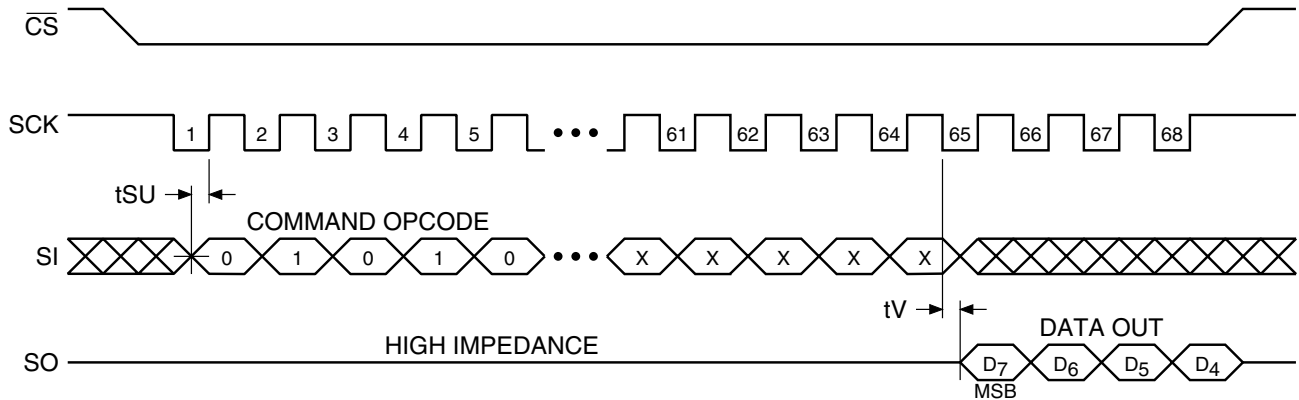 CS
SCK
1 2 3 4 5 • • • 61 62 63 64 65 66 67 68
tSU
COMMAND OPCODE
SI
0 1 0 1 0 • • • X X X X X
tV
DATA OUT
HIGH IMPEDANCE
SO
D7 D6 D5 D4
MSB